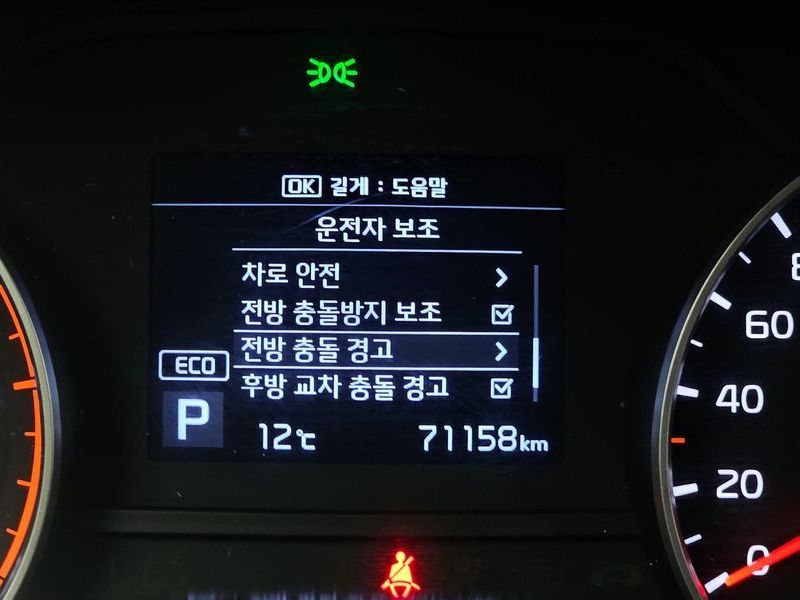 OK 길게 : 도움말
운전자 보조
차로 안전
전방 충돌방지 보조
전방 충돌 경고
후방 교차 충돌 경고
ECO
P
12℃
71158km
8
60
40
20
0